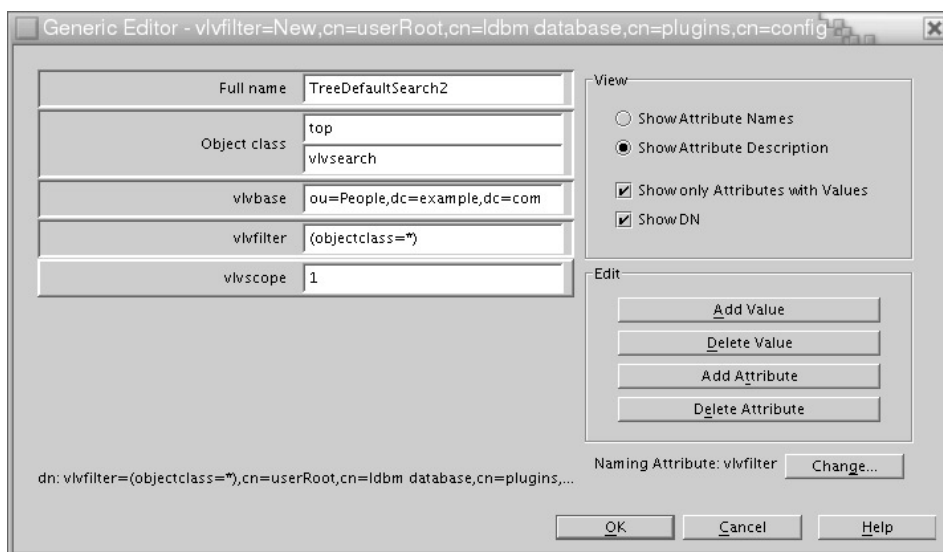 Generic Editor - vlvfilter=New,cn=userRoot,cn=ldbm database,cn=plugins,cn=config
Full name
TreeDefaultSearch2
Object class
top
vlvsearch
vlvbase
ou=People,dc=example,dc=com
vlvfilter
(objectclass=*)
vlvscope
1
View
Show Attribute Names
Show Attribute Description
Show only Attributes with Values
Show DN
Edit
Add Value
Delete Value
Add Attribute
Delete Attribute
Naming Attribute: vlvfilter
Change...
dn: vlvfilter=(objectclass=*),cn=userRoot,cn=ldbm database,cn=plugins,...
OK
Cancel
Help